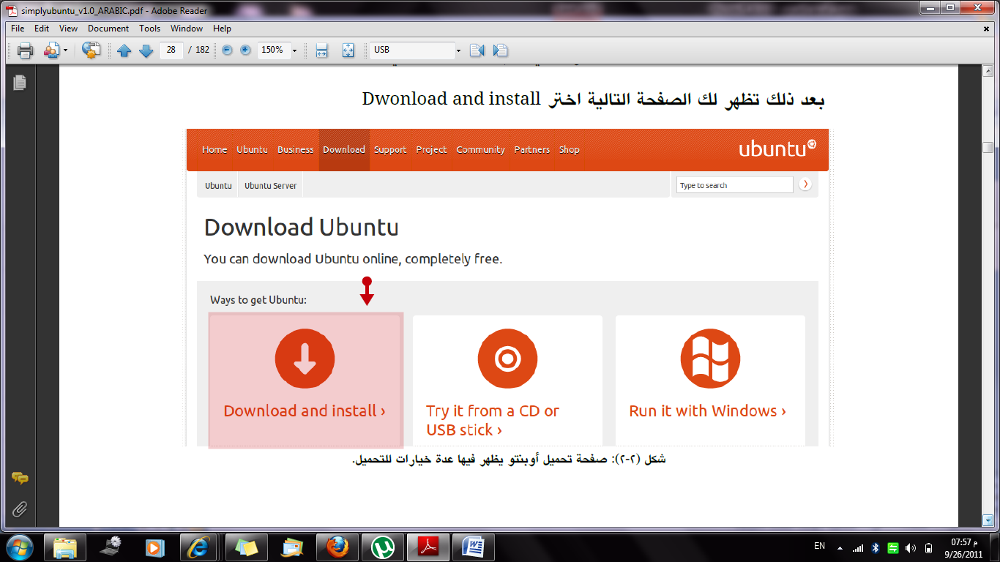 simplyubuntu_v1.0_ARABIC.pdf - Adobe Reader
File Edit View Document Tools Window Help
28 / 182 150% USB
بعد ذلك تظهر لك الصفحة التالية اختر Dwonload and install
Home Ubuntu Business Download Support Project Community Partners Shop ubuntu
Ubuntu Ubuntu Server Type to search
Download Ubuntu
You can download Ubuntu online, completely free.
Ways to get Ubuntu:
Download and install ›
Try it from a CD or
USB stick ›
Run it with Windows ›
شكل (٢-٢): صفحة تحميل أوبنتو يظهر فيها عدة خيارات للتحميل.
EN
07:57 م
9/26/2011